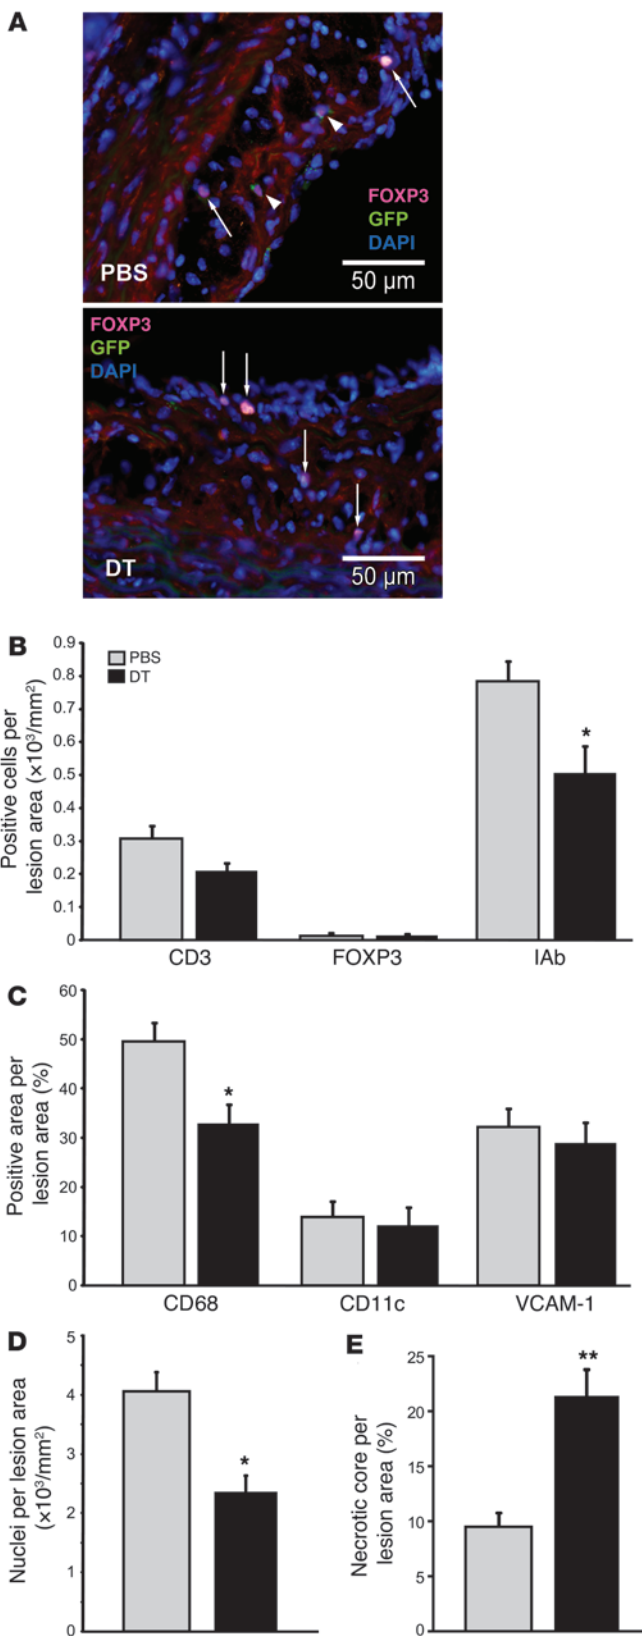 A
FOXP3
GFP
DAPI
PBS
50 µm
FOXP3
GFP
DAPI
DT
50 µm
B
0.9
0.8
0.7
0.6
0.5
0.4
0.3
0.2
0.1
0
Positive cells per
lesion area (×10³/mm²)
PBS
DT
*
CD3
FOXP3
IAb
C
60
50
40
30
20
10
0
Positive area per
lesion area (%)
*
CD68
CD11c
VCAM-1
D
5
4
3
2
1
0
Nuclei per lesion area
(×10³/mm²)
*
E
25
20
15
10
5
0
Necrotic core per
lesion area (%)
**